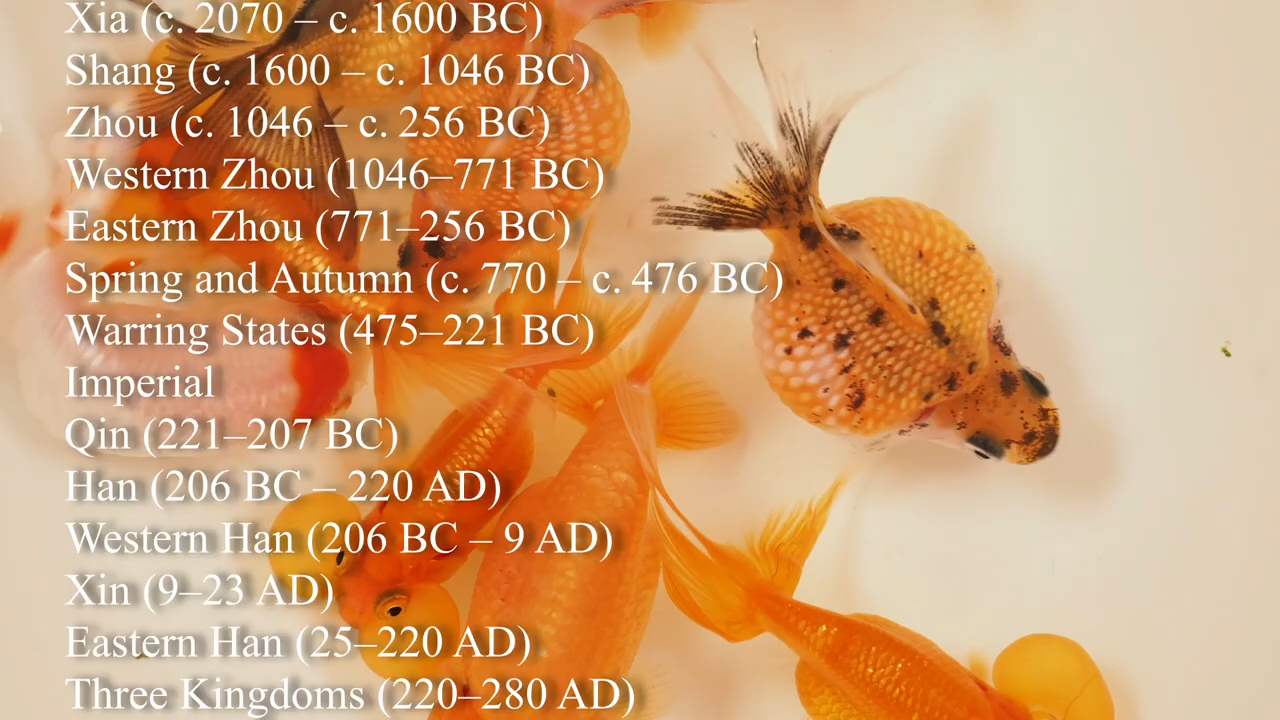 Xia (c. 2070 – c. 1600 BC)
Shang (c. 1600 – c. 1046 BC)
Zhou (c. 1046 – c. 256 BC)
Western Zhou (1046–771 BC)
Eastern Zhou (771–256 BC)
Spring and Autumn (c. 770 – c. 476 BC)
Warring States (475–221 BC)
Imperial
Qin (221–207 BC)
Han (206 BC – 220 AD)
Western Han (206 BC – 9 AD)
Xin (9–23 AD)
Eastern Han (25–220 AD)
Three Kingdoms (220–280 AD)